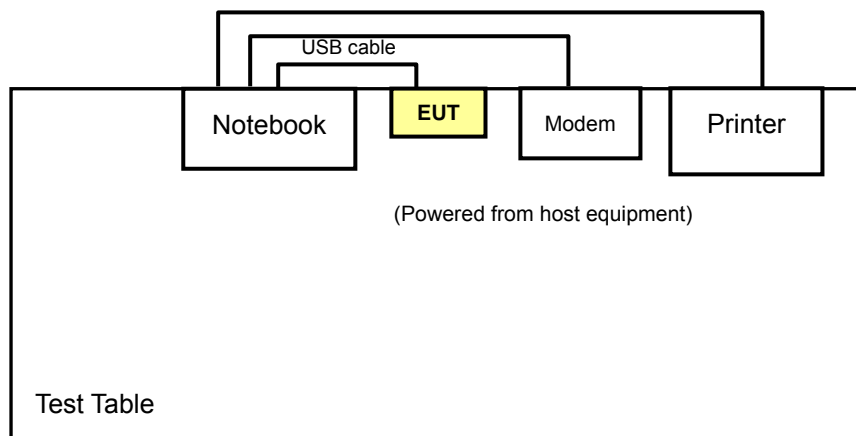 USB cable
Notebook
EUT
Modem
Printer
(Powered from host equipment)
Test Table